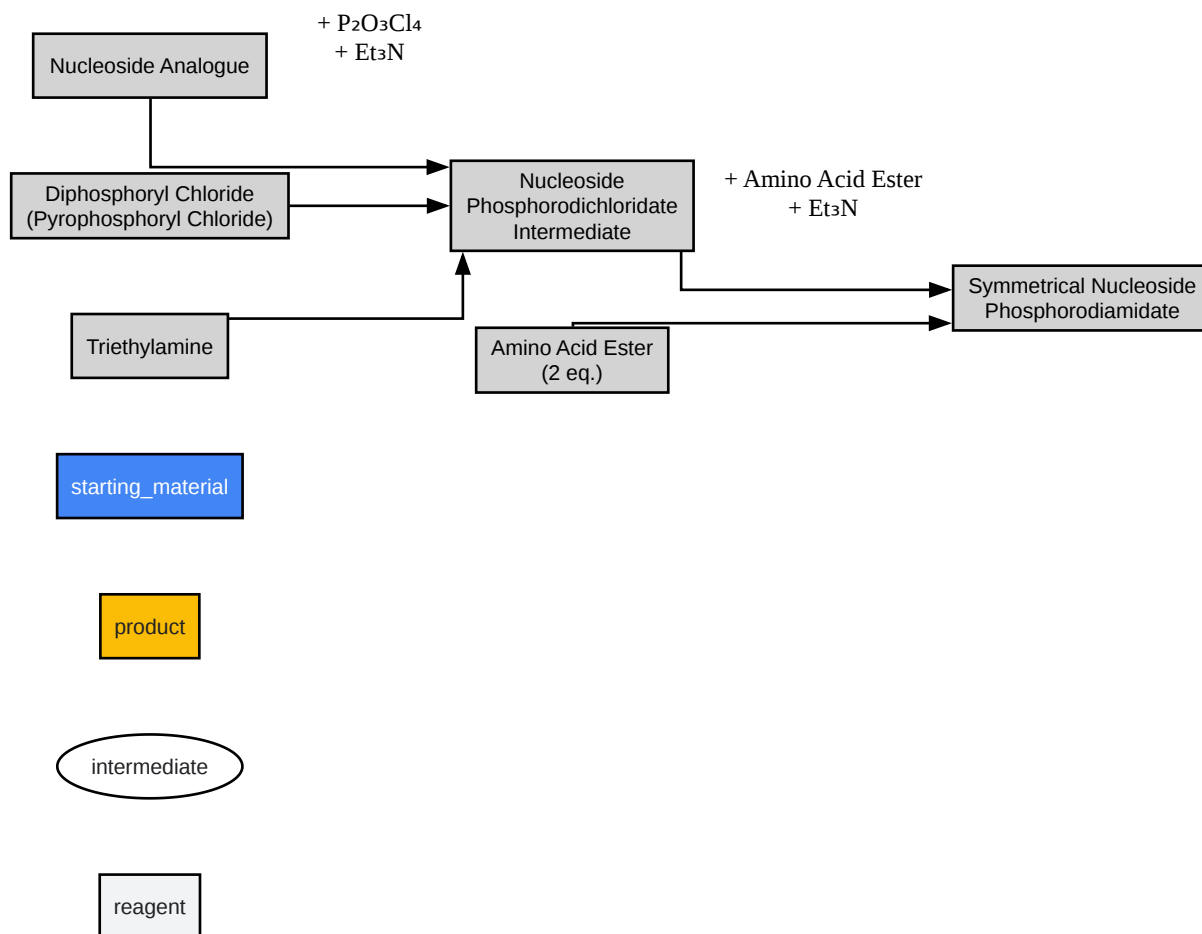 + P₂O₃Cl₄
+ Et₃N
Nucleoside Analogue
Diphosphoryl Chloride
(Pyrophosphoryl Chloride)
Nucleoside
Phosphorodichloridate
Intermediate
+ Amino Acid Ester
+ Et₃N
Symmetrical Nucleoside
Phosphorodiamidate
Triethylamine
Amino Acid Ester
(2 eq.)
starting_material
product
intermediate
reagent